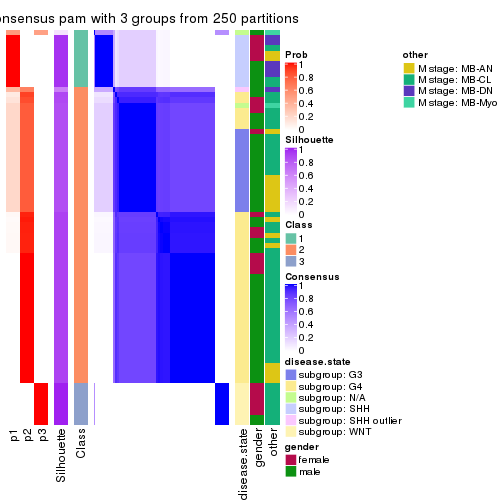 onsensus pam with 3 groups from 250 partitions
Prob
1
0.8
0.6
0.4
0.2
0
Silhouette
1
0.8
0.6
0.4
0.2
0
Class
1
2
3
Consensus
1
0.8
0.6
0.4
0.2
0
disease.state
subgroup: G3
subgroup: G4
subgroup: N/A
subgroup: SHH
subgroup: SHH outlier
subgroup: WNT
gender
female
male
other
M stage: MB-AN
M stage: MB-CL
M stage: MB-DN
M stage: MB-Myo
p1
p2
p3
Silhouette
Class
disease.state
gender
other